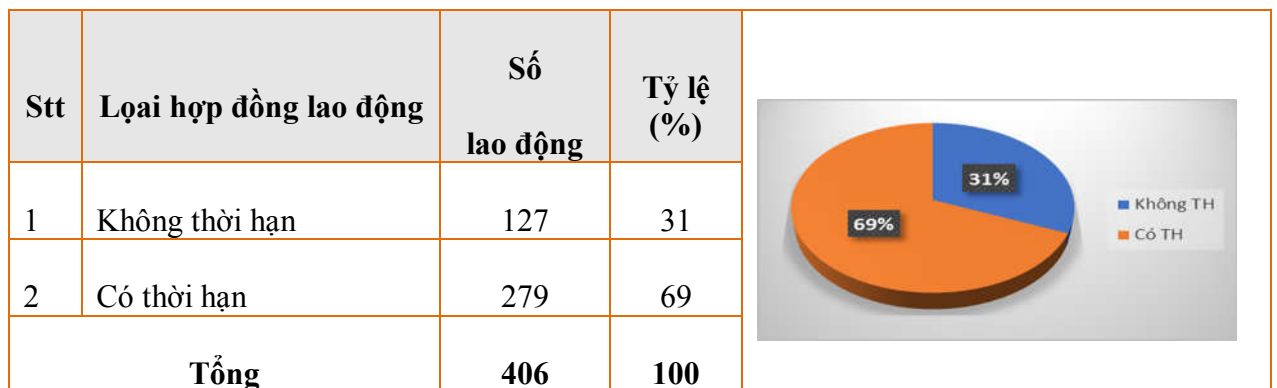 Stt Lọai hợp đồng lao động Số lao động Tỷ lệ (%)
1 Không thời hạn 127 31
2 Có thời hạn 279 69
Tổng 406 100
31%
69%
Không TH
Có TH